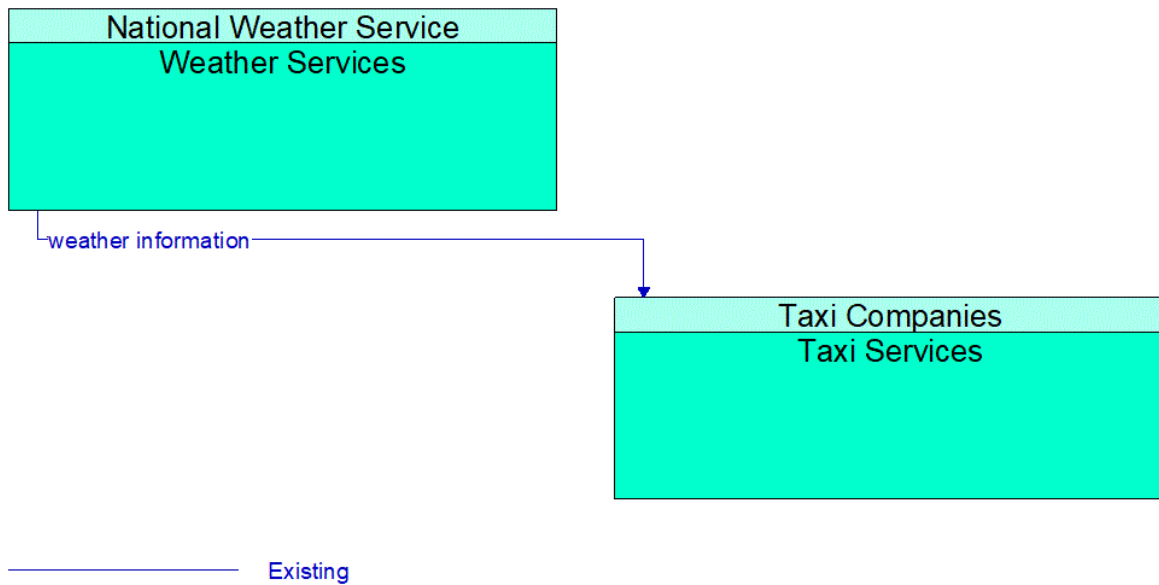 National Weather Service
Weather Services
weather information
Taxi Companies
Taxi Services
Existing